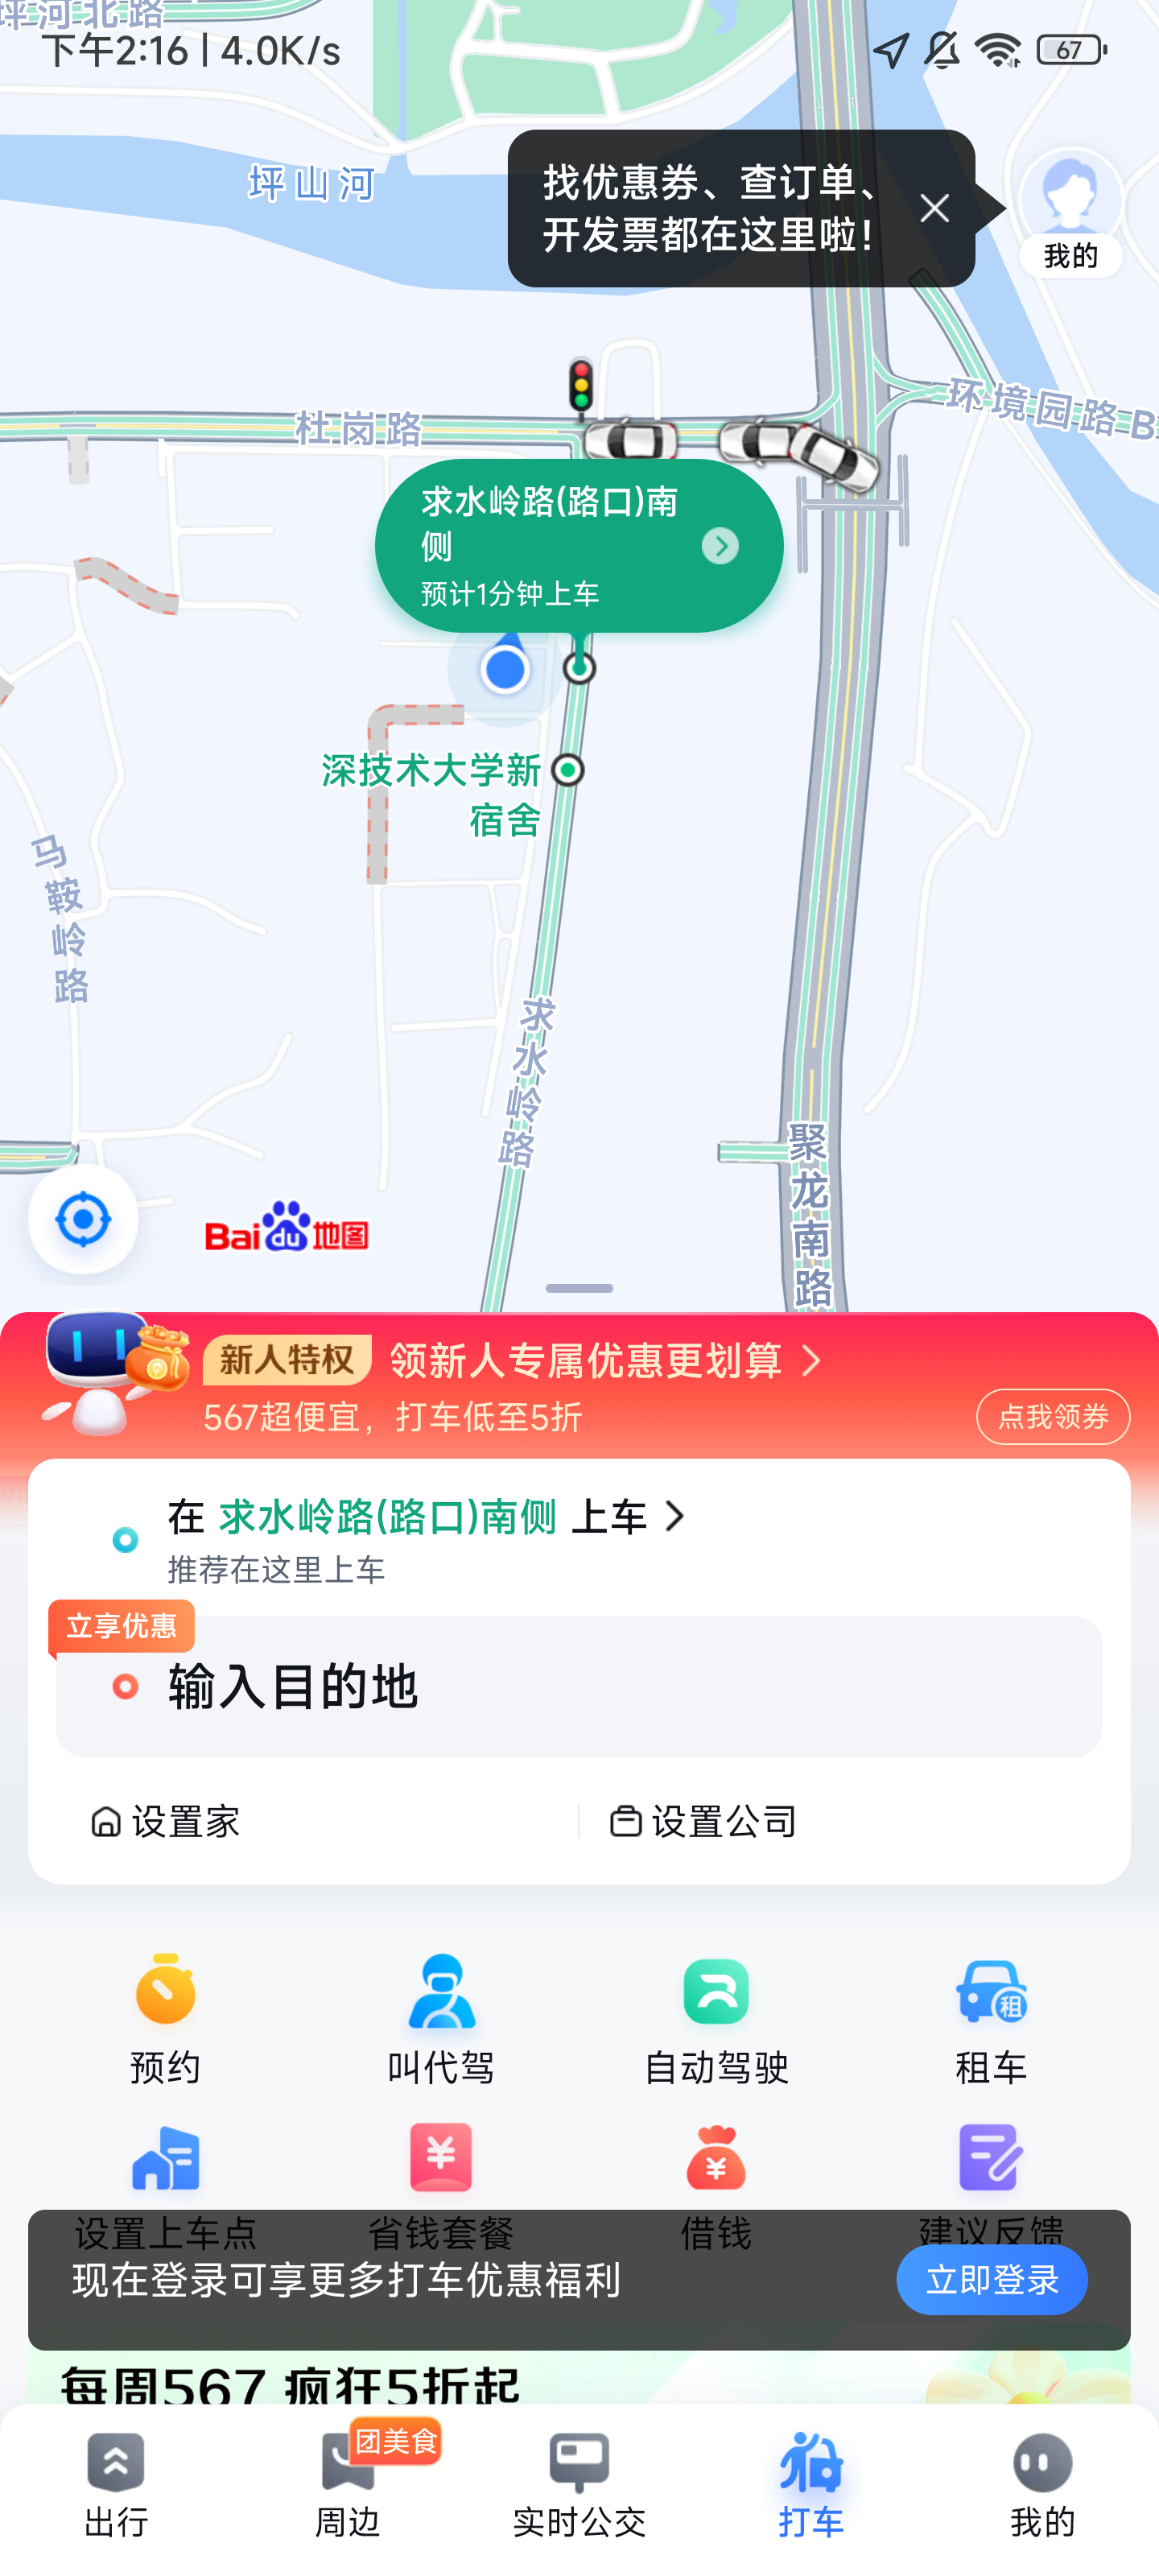 坪河北路
下午2:16 | 4.0K/s
67
坪山河
找优惠券、查订单、
开发票都在这里啦!
我的
杜岗路
环境园路B
求水岭路(路口)南
侧
预计1分钟上车
深技术大学新
宿舍
马鞍岭路
求水岭路
聚龙南路
Bai du 地图
新人特权 领新人专属优惠更划算
567超便宜，打车低至5折
点我领券
在 求水岭路(路口)南侧 上车
推荐在这里上车
立享优惠
输入目的地
设置家 设置公司
租
预约 叫代驾 自动驾驶 租车
设置上车点 省钱套餐 借钱 建议反馈
现在登录可享更多打车优惠福利 立即登录
每周567 疯狂5折起
团美食
出行 周边 实时公交 打车 我的